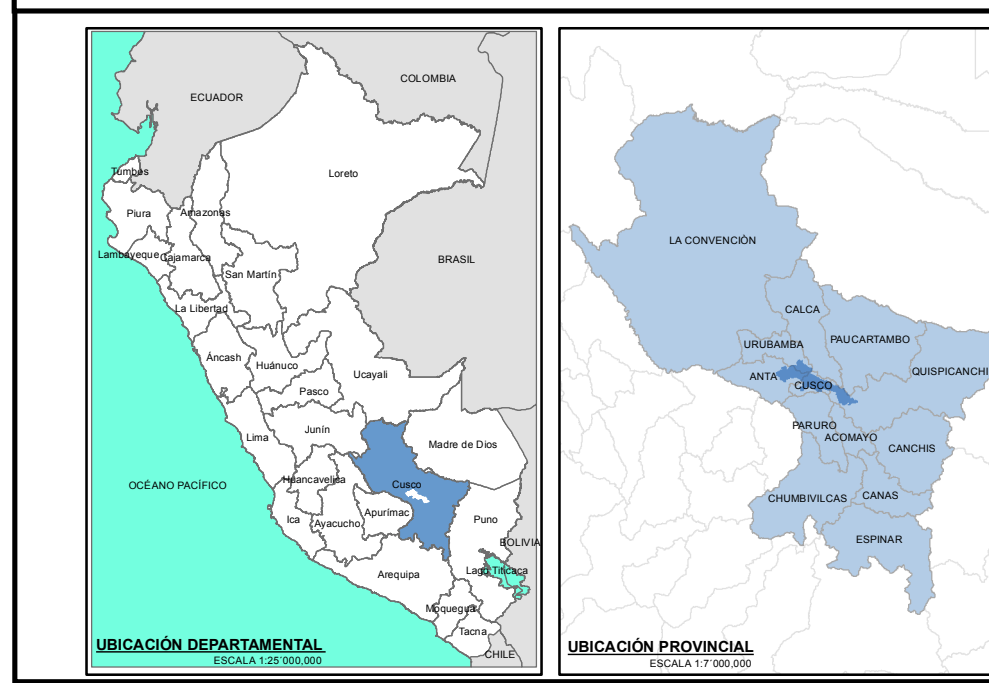 COLOMBIA
ECUADOR
Tumbes
Loreto
Piura
Amazonas
Lambayeque
Cajamarca
BRASIL
San Martín
La Libertad
Áncash
Huánuco
Ucayali
Pasco
Junín
Lima
Madre de Dios
Huancavelica
Cusco
OCÉANO PACÍFICO
Ica
Ayacucho
Apurímac
Puno
BOLIVIA
Lago Titicaca
Arequipa
Moquegua
Tacna
CHILE
UBICACIÓN DEPARTAMENTAL
ESCALA 1:25´000,000
LA CONVENCIÒN
CALCA
URUBAMBA
PAUCARTAMBO
ANTA
CUSCO
QUISPICANCHI
PARURO
ACOMAYO
CANCHIS
CHUMBIVILCAS
CANAS
ESPINAR
UBICACIÓN PROVINCIAL
ESCALA 1:7´000,000